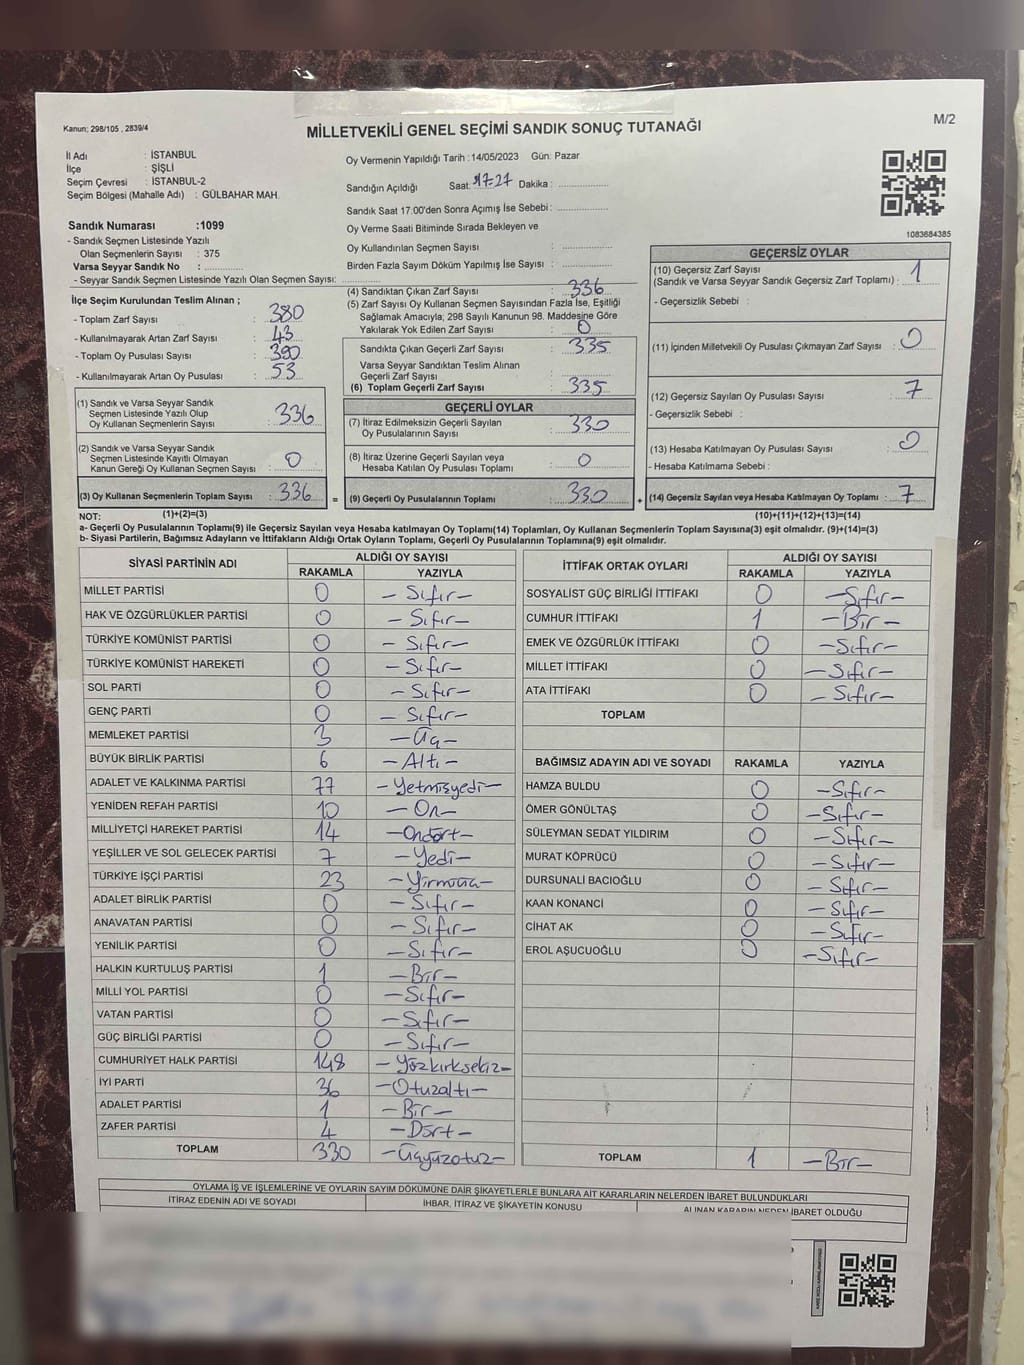 Kanun; 298/105 , 2839/4
MİLLETVEKİLİ GENEL SEÇİMİ SANDIK SONUÇ TUTANAĞI
M/2
İl Adı : İSTANBUL
İlçe : ŞİŞLİ
Seçim Çevresi : İSTANBUL-2
Seçim Bölgesi (Mahalle Adı) : GÜLBAHAR MAH.
Sandık Numarası :1099
- Sandık Seçmen Listesinde Yazılı
Olan Seçmenlerin Sayısı : 375
Varsa Seyyar Sandık No : ...............
- Seyyar Sandık Seçmen Listesinde Yazılı Olan Seçmen Sayısı: ...............
İlçe Seçim Kurulundan Teslim Alınan ;
- Toplam Zarf Sayısı : 380
- Kullanılmayarak Artan Zarf Sayısı : 43
- Toplam Oy Pusulası Sayısı : 390
- Kullanılmayarak Artan Oy Pusulası : 53
(1) Sandık ve Varsa Seyyar Sandık
Seçmen Listesinde Yazılı Olup
Oy Kullanan Seçmenlerin Sayısı : 336
(2) Sandık ve Varsa Seyyar Sandık
Seçmen Listesinde Kayıtlı Olmayan
Kanun Gereği Oy Kullanan Seçmen Sayısı : 0
(3) Oy Kullanan Seçmenlerin Toplam Sayısı : 336 =
(1)+(2)=(3)
Oy Vermenin Yapıldığı Tarih : 14/05/2023 Gün: Pazar
Sandığın Açıldığı Saat: 17:27 Dakika : ...............
Sandık Saat 17.00'den Sonra Açımış İse Sebebi : ...............
Oy Verme Saati Bitiminde Sırada Bekleyen ve
Oy Kullandırılan Seçmen Sayısı : ...............
Birden Fazla Sayım Döküm Yapılmış İse Sayısı : ...............
(4) Sandıktan Çıkan Zarf Sayısı : 336
(5) Zarf Sayısı Oy Kullanan Seçmen Sayısından Fazla İse, Eşitliği
Sağlamak Amacıyla; 298 Sayılı Kanunun 98. Maddesine Göre
Yakılarak Yok Edilen Zarf Sayısı : 0
Sandıkta Çıkan Geçerli Zarf Sayısı : 335
Varsa Seyyar Sandıktan Teslim Alınan
Geçerli Zarf Sayısı : ...............
(6) Toplam Geçerli Zarf Sayısı : 335
GEÇERLİ OYLAR
(7) İtiraz Edilmeksizin Geçerli Sayılan
Oy Pusulalarının Sayısı : 330
(8) İtiraz Üzerine Geçerli Sayılan veya
Hesaba Katılan Oy Pusulası Toplamı : 0
(9) Geçerli Oy Pusulalarının Toplamı : 330 +
1083684385
GEÇERSİZ OYLAR
(10) Geçersiz Zarf Sayısı
(Sandık ve Varsa Seyyar Sandık Geçersiz Zarf Toplamı) : 1
- Geçersizlik Sebebi :
(11) İçinden Milletvekili Oy Pusulası Çıkmayan Zarf Sayısı : 0
(12) Geçersiz Sayılan Oy Pusulası Sayısı : 7
- Geçersizlik Sebebi :
(13) Hesaba Katılmayan Oy Pusulası Sayısı : 0
- Hesaba Katılmama Sebebi :
(14) Geçersiz Sayılan veya Hesaba Katılmayan Oy Toplamı : 7
(10)+(11)+(12)+(13)=(14)
NOT:
a- Geçerli Oy Pusulalarının Toplamı(9) ile Geçersiz Sayılan veya Hesaba katılmayan Oy Toplamı(14) Toplamları, Oy Kullanan Seçmenlerin Toplam Sayısına(3) eşit olmalıdır. (9)+(14)=(3)
b- Siyasi Partilerin, Bağımsız Adayların ve İttifakların Aldığı Ortak Oyların Toplamı, Geçerli Oy Pusulalarının Toplamına(9) eşit olmalıdır.
SİYASİ PARTİNİN ADI ALDIĞI OY SAYISI
RAKAMLA YAZIYLA
MİLLET PARTİSİ 0 - Sıfır -
HAK VE ÖZGÜRLÜKLER PARTİSİ 0 - Sıfır -
TÜRKİYE KOMÜNİST PARTİSİ 0 - Sıfır -
TÜRKİYE KOMÜNİST HAREKETİ 0 - Sıfır -
SOL PARTİ 0 - Sıfır -
GENÇ PARTİ 0 - Sıfır -
MEMLEKET PARTİSİ 3 - Üç -
BÜYÜK BİRLİK PARTİSİ 6 - Altı -
ADALET VE KALKINMA PARTİSİ 77 - Yetmişyedi -
YENİDEN REFAH PARTİSİ 10 - On -
MİLLİYETÇİ HAREKET PARTİSİ 14 - Ondört -
YEŞİLLER VE SOL GELECEK PARTİSİ 7 - Yedi -
TÜRKİYE İŞÇİ PARTİSİ 23 - Yirmiüç -
ADALET BİRLİK PARTİSİ 0 - Sıfır -
ANAVATAN PARTİSİ 0 - Sıfır -
YENİLİK PARTİSİ 0 - Sıfır -
HALKIN KURTULUŞ PARTİSİ 1 - Bir -
MİLLİ YOL PARTİSİ 0 - Sıfır -
VATAN PARTİSİ 0 - Sıfır -
GÜÇ BİRLİĞİ PARTİSİ 0 - Sıfır -
CUMHURİYET HALK PARTİSİ 148 - Yüzkırksekiz -
İYİ PARTİ 36 - Otuzaltı -
ADALET PARTİSİ 1 - Bir -
ZAFER PARTİSİ 4 - Dört -
TOPLAM 330 - Üçyüzotuz -
İTTİFAK ORTAK OYLARI ALDIĞI OY SAYISI
RAKAMLA YAZIYLA
SOSYALİST GÜÇ BİRLİĞİ İTTİFAKI 0 - Sıfır -
CUMHUR İTTİFAKI 1 - Bir -
EMEK VE ÖZGÜRLÜK İTTİFAKI 0 - Sıfır -
MİLLET İTTİFAKI 0 - Sıfır -
ATA İTTİFAKI 0 - Sıfır -
TOPLAM
BAĞIMSIZ ADAYIN ADI VE SOYADI RAKAMLA YAZIYLA
HAMZA BULDU 0 - Sıfır -
ÖMER GÖNÜLTAŞ 0 - Sıfır -
SÜLEYMAN SEDAT YILDIRIM 0 - Sıfır -
MURAT KÖPRÜCÜ 0 - Sıfır -
DURSUNALİ BACIOĞLU 0 - Sıfır -
KAAN KONANCİ 0 - Sıfır -
CİHAT AK 0 - Sıfır -
EROL AŞUCUOĞLU 0 - Sıfır -
TOPLAM 1 - Bir -
OYLAMA İŞ VE İŞLEMLERİNE VE OYLARIN SAYIM DÖKÜMÜNE DAİR ŞİKAYETLERLE BUNLARA AİT KARARLARIN NELERDEN İBARET BULUNDUKLARI
İTİRAZ EDENİN ADI VE SOYADI İHBAR, İTİRAZ VE ŞİKAYETİN KONUSU ALINAN KARARIN NEDEN İBARET OLDUĞU